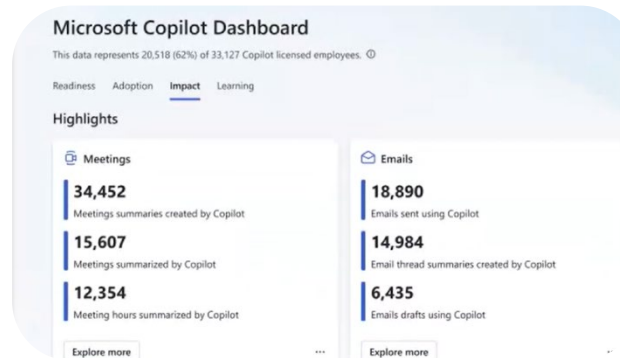 Microsoft Copilot Dashboard
This data represents 20,518 (62%) of 33,127 Copilot licensed employees.
Readiness Adoption Impact Learning
Highlights
Meetings
34,452
Meetings summaries created by Copilot
15,607
Meetings summarized by Copilot
12,354
Meeting hours summarized by Copilot
Explore more
...
Emails
18,890
Emails sent using Copilot
14,984
Email thread summaries created by Copilot
6,435
Emails drafts using Copilot
Explore more